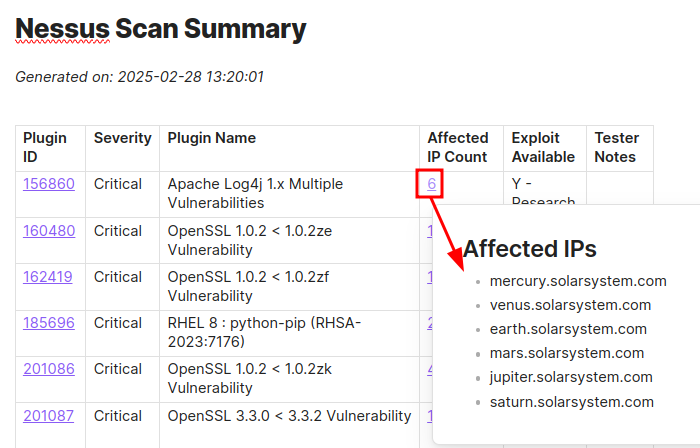 Nessus Scan Summary
Generated on: 2025-02-28 13:20:01
Plugin ID Severity Plugin Name Affected IP Count Exploit Available Tester Notes
156860 Critical Apache Log4j 1.x Multiple Vulnerabilities 6 Y - Research
160480 Critical OpenSSL 1.0.2 < 1.0.2ze Vulnerability
162419 Critical OpenSSL 1.0.2 < 1.0.2zf Vulnerability
185696 Critical RHEL 8 : python-pip (RHSA-2023:7176)
201086 Critical OpenSSL 1.0.2 < 1.0.2zk Vulnerability
201087 Critical OpenSSL 3.3.0 < 3.3.2 Vulnerability
Affected IPs
mercury.solarsystem.com
venus.solarsystem.com
earth.solarsystem.com
mars.solarsystem.com
jupiter.solarsystem.com
saturn.solarsystem.com